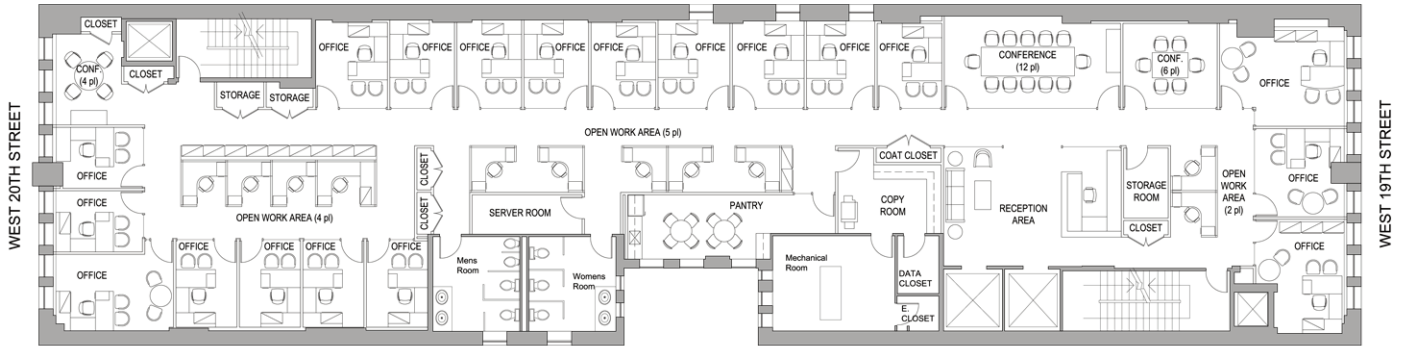 CLOSET
CONF.
(4 pl)
CLOSET
STORAGE
STORAGE
OFFICE
OFFICE
OFFICE
OFFICE
OFFICE
OFFICE
OFFICE
OFFICE
OFFICE
CONFERENCE
(12 pl)
CONF.
(6 pl)
OFFICE
WEST 20TH STREET
WEST 19TH STREET
OPEN WORK AREA (5 pl)
OFFICE
OFFICE
OFFICE
OPEN WORK AREA (4 pl)
OFFICE
OFFICE
OFFICE
OFFICE
CLOSET
CLOSET
SERVER ROOM
Mens
Room
Womens
Room
PANTRY
COAT CLOSET
COPY
ROOM
Mechanical
Room
DATA
CLOSET
E.
CLOSET
RECEPTION
AREA
STORAGE
ROOM
CLOSET
OPEN
WORK
AREA
(2 pl)
OFFICE
OFFICE